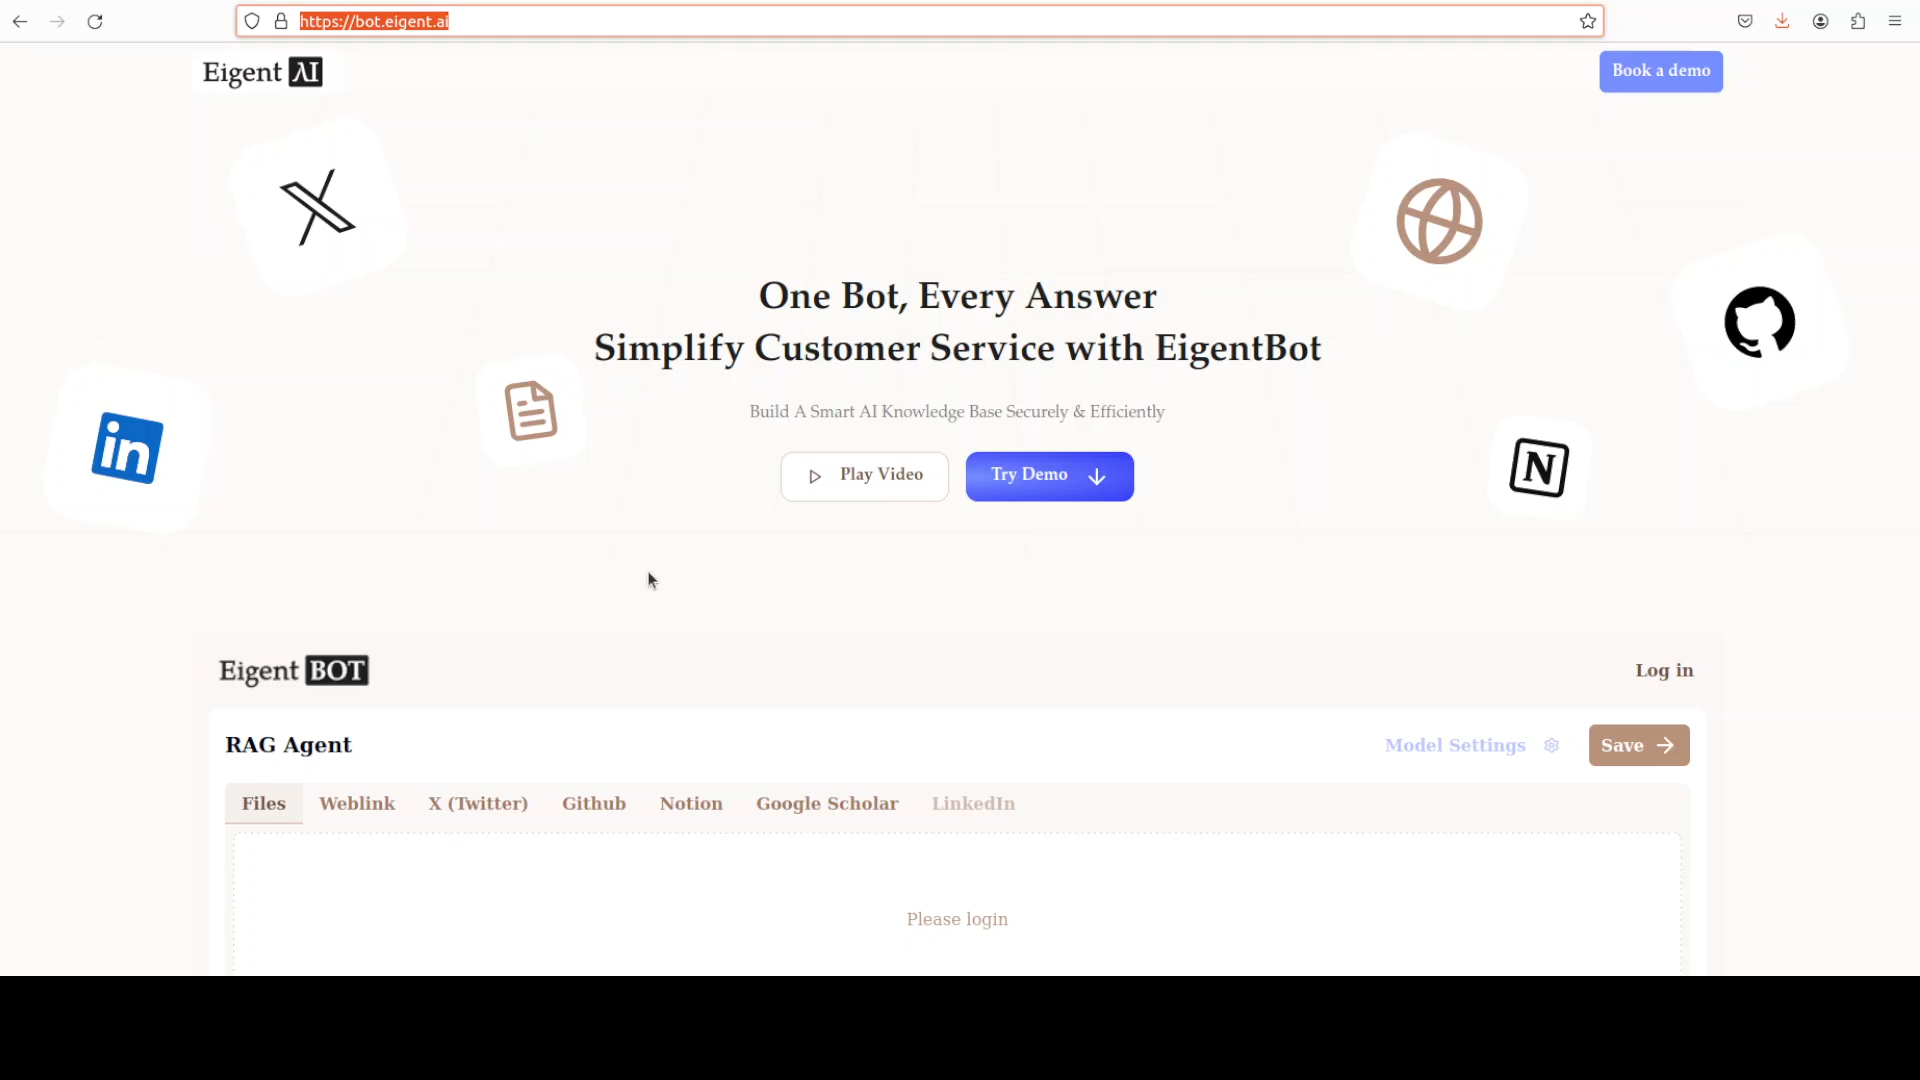 https://bot.eigent.ai
Eigent AI
Book a demo
One Bot, Every Answer
Simplify Customer Service with EigentBot
Build A Smart AI Knowledge Base Securely & Efficiently
Play Video
Try Demo
in
N
Eigent BOT
Log in
RAG Agent
Model Settings
Save
Files
Weblink
X (Twitter)
Github
Notion
Google Scholar
LinkedIn
Please login